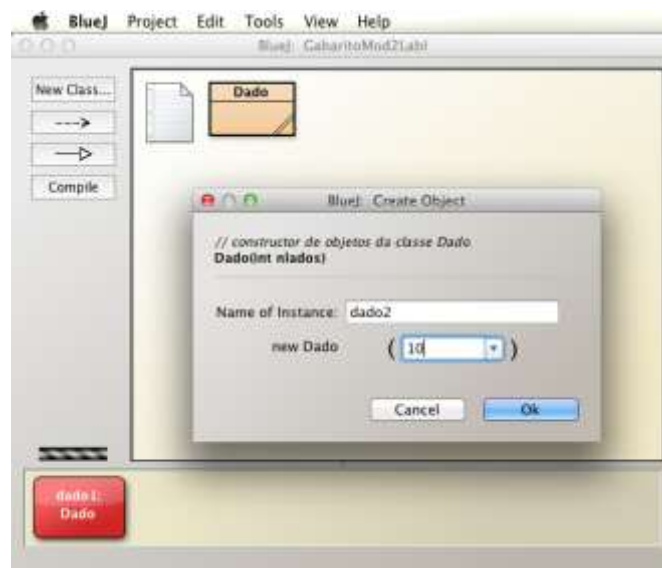 BlueJ Project Edit Tools View Help
BlueJ: GabaritoMod2Lab1
New Class...
Dado
Compile
BlueJ: Create Object
// constructor de objetos da classe Dado
Dado(int nlados)
Name of Instance: dado2
new Dado ( 10 )
Cancel Ok
dado1:
Dado